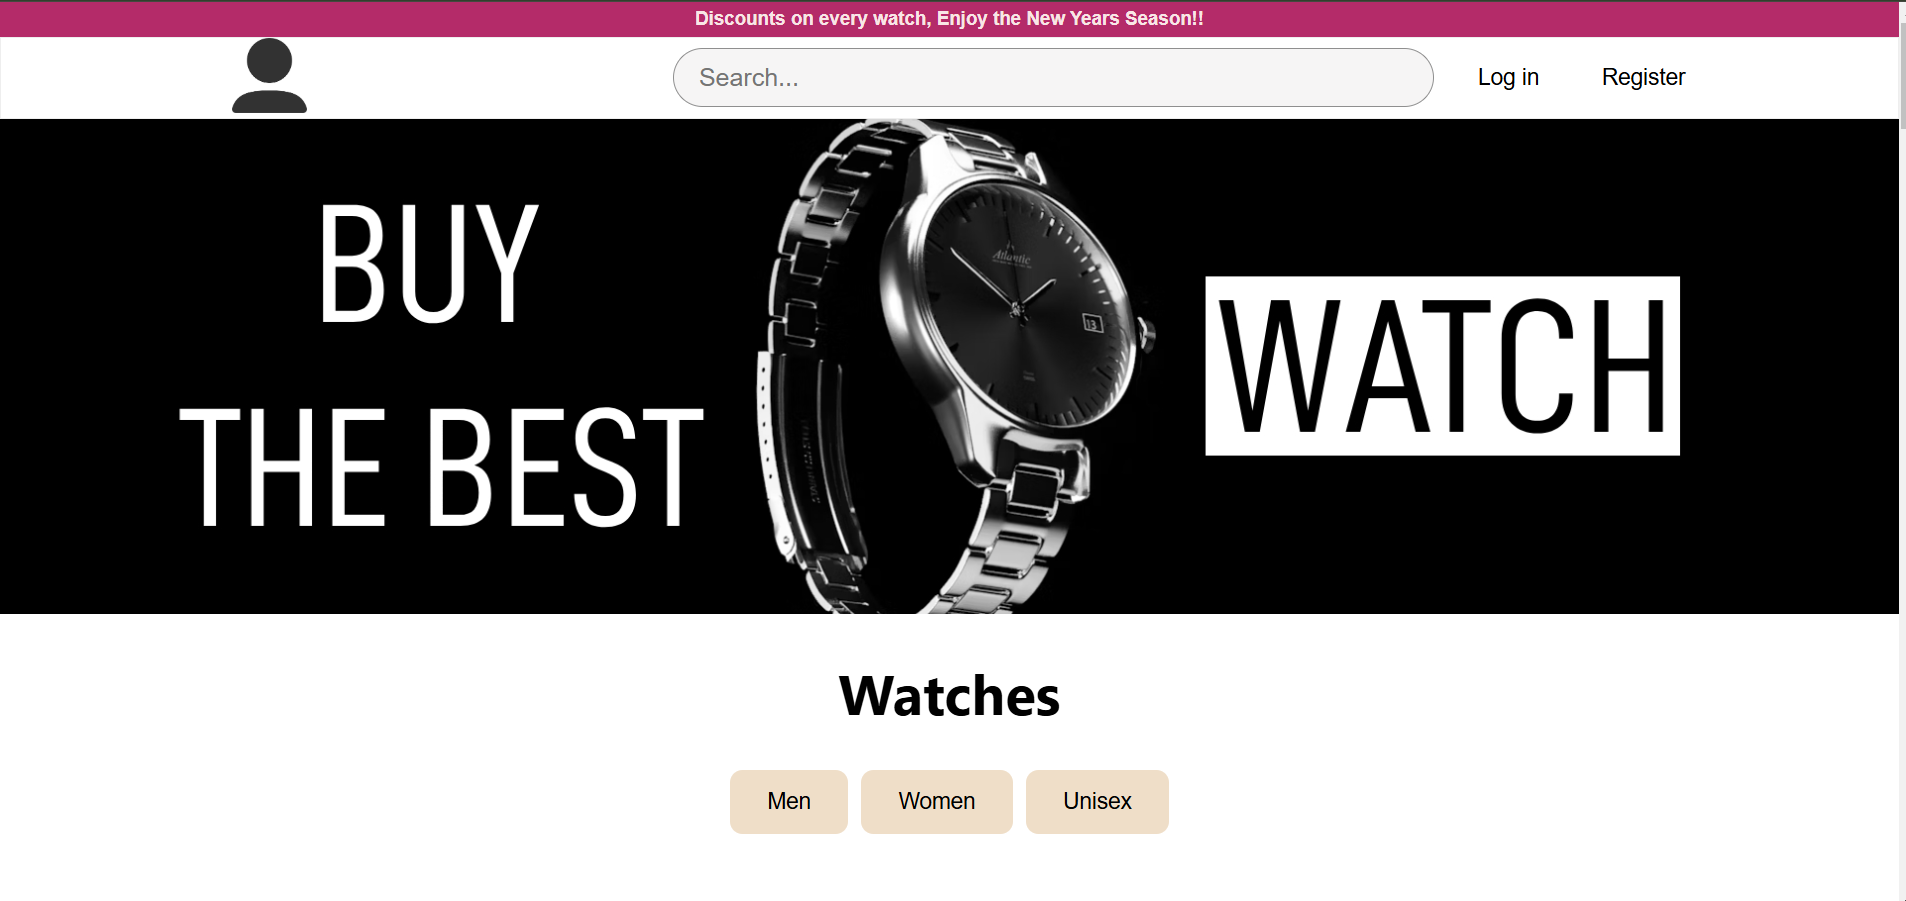 Discounts on every watch, Enjoy the New Years Season!!
Search...
Log in
Register
BUY
THE BEST
Atlantic
13
WATCH
Watches
Men
Women
Unisex